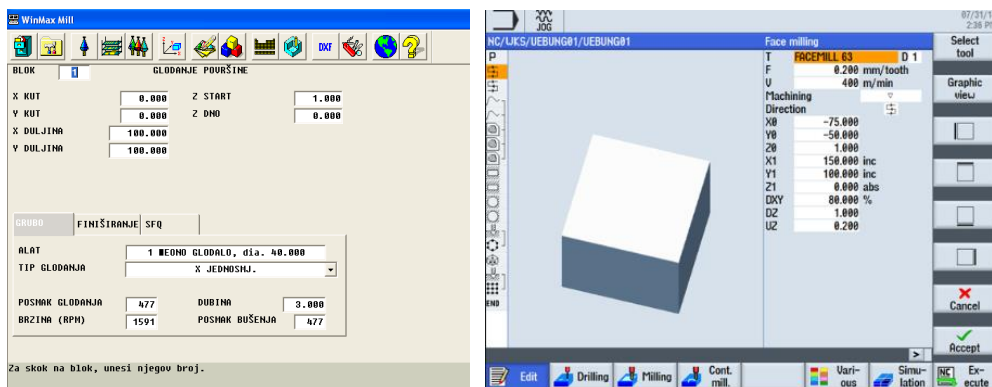 WinMax Mill
DXF
BLOK 1 GLODANJE POVRŠINE
X KUT 0.000 Z START 1.000
Y KUT 0.000 Z DNO 0.000
X DULJINA 100.000
Y DULJINA 100.000
GRUBO FINIŠIRANJE SFQ
ALAT 1 ■EONO GLODALO, dia. 40.000
TIP GLODANJA X JEDNOSMJ.
POSMAK GLODANJA 477 DUBINA 3.000
BRZINA (RPM) 1591 POSMAK BUŠENJA 477
Za skok na blok, unesi njegov broj.
JOG
2:36 P
NC/WKS/UEBUNG01/UEBUNG01 Face milling
Select
tool
P
T FACEMILL 63 D 1
F 0.200 mm/tooth
V 400 m/min
Graphic
view
Machining ▽
Direction
X0 -75.000
Y0 -50.000
Z0 1.000
X1 150.000 inc
Y1 100.000 inc
Z1 0.000 abs
DXY 80.000 %
DZ 1.000
UZ 0.200
END
Cancel
Accept
>
Edit
Drilling
Milling
Cont.
mill.
Vari-
ous
Simu-
lation
NC Ex-
ecute